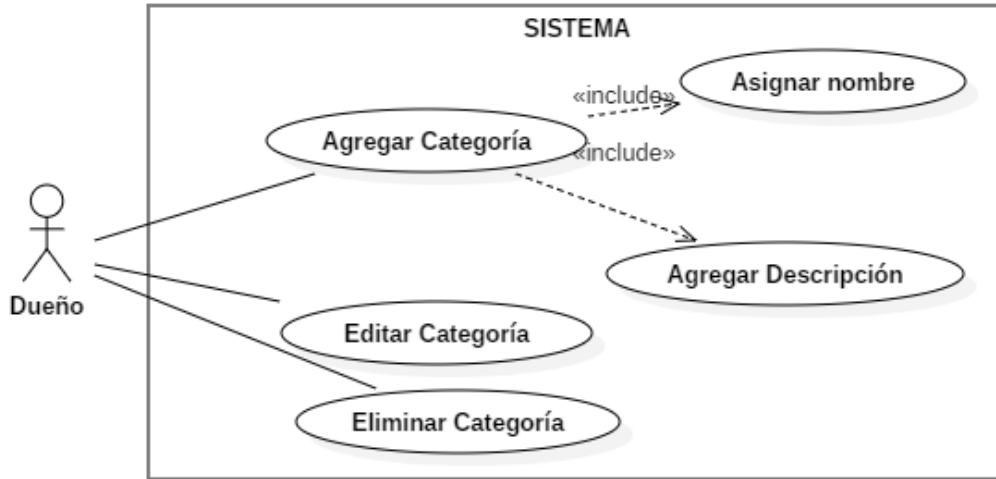 SISTEMA
Asignar nombre
«include»
Agregar Categoría
«include»
Agregar Descripción
Dueño
Editar Categoría
Eliminar Categoría